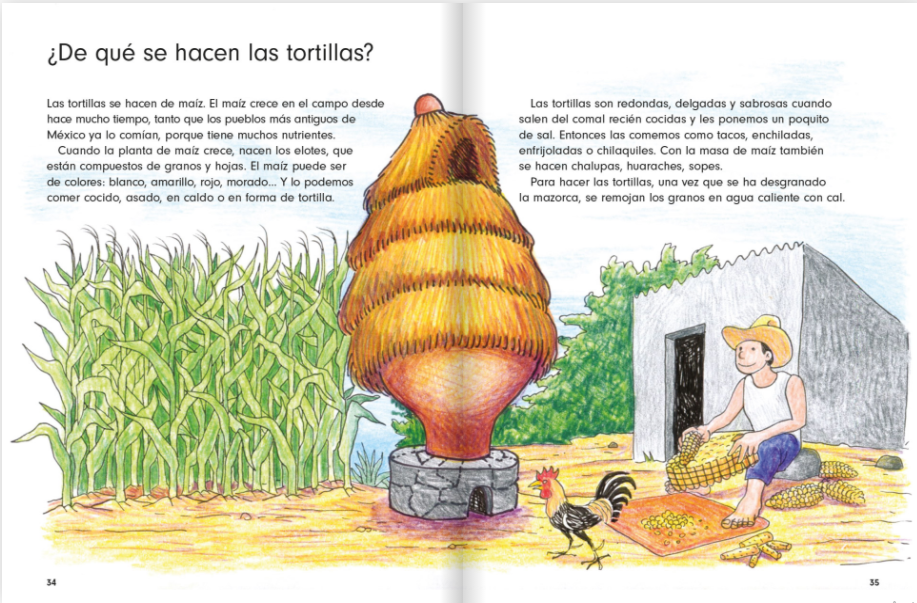 ¿De qué se hacen las tortillas?
Las tortillas se hacen de maíz. El maíz crece en el campo desde
hace mucho tiempo, tanto que los pueblos más antiguos de
México ya lo comían, porque tiene muchos nutrientes.
Cuando la planta de maíz crece, nacen los elotes, que
están compuestos de granos y hojas. El maíz puede ser
de colores: blanco, amarillo, rojo, morado... Y lo podemos
comer cocido, asado, en caldo o en forma de tortilla.
Las tortillas son redondas, delgadas y sabrosas cuando
salen del comal recién cocidas y les ponemos un poquito
de sal. Entonces las comemos como tacos, enchiladas,
enfrijoladas o chilaquiles. Con la masa de maíz también
se hacen chalupas, huaraches, sopes.
Para hacer las tortillas, una vez que se ha desgranado
la mazorca, se remojan los granos en agua caliente con cal.
34
35